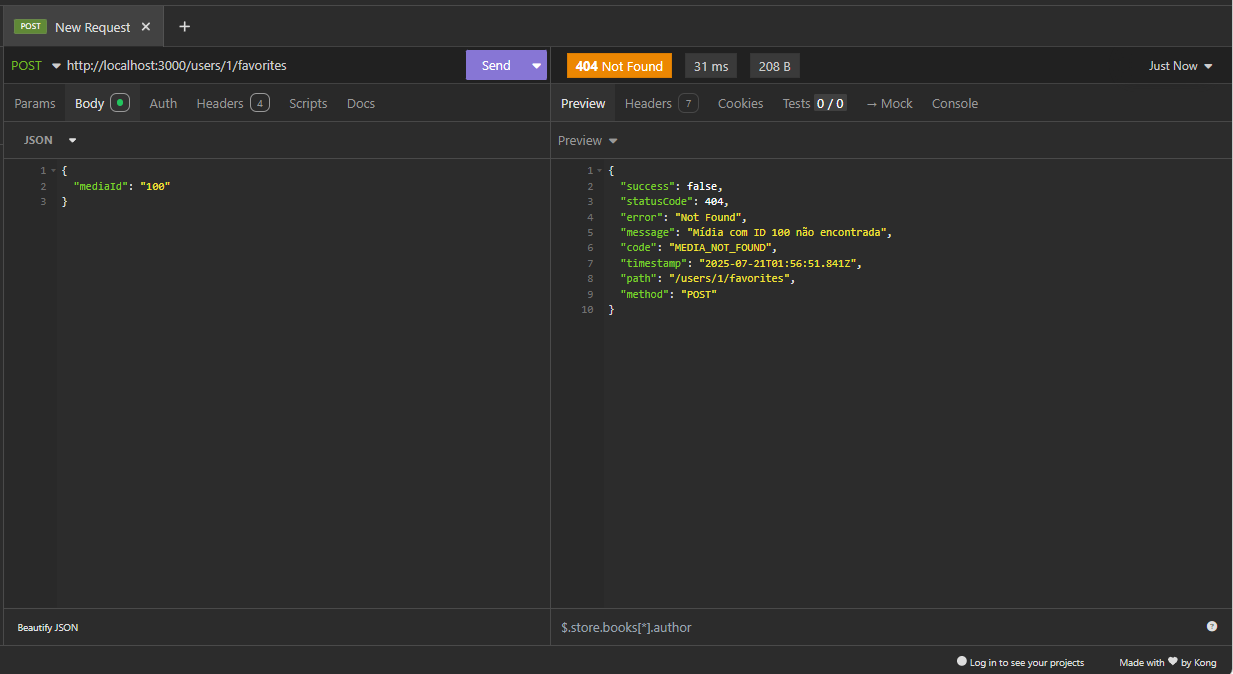 POST New Request × +
POST http://localhost:3000/users/1/favorites Send
Params Body Auth Headers 4 Scripts Docs
JSON
1 {
2 "mediaId": "100"
3 }
Beautify JSON
404 Not Found 31 ms 208 B Just Now
Preview Headers 7 Cookies Tests 0 / 0 → Mock Console
Preview
1 {
2 "success": false,
3 "statusCode": 404,
4 "error": "Not Found",
5 "message": "Mídia com ID 100 não encontrada",
6 "code": "MEDIA_NOT_FOUND",
7 "timestamp": "2025-07-21T01:56:51.841Z",
8 "path": "/users/1/favorites",
9 "method": "POST"
10 }
$.store.books[*].author ?
Log in to see your projects Made with ♥ by Kong